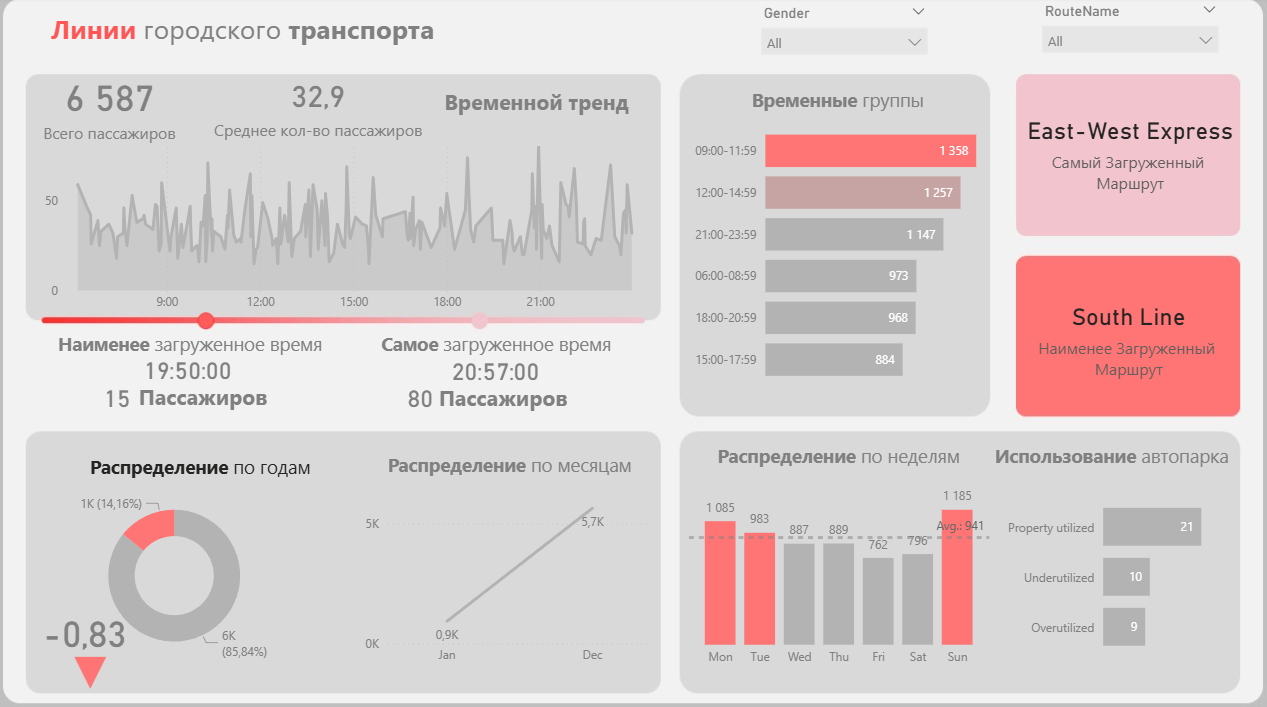 Линии городского транспорта
Gender
All
RouteName
All
6 587
Всего пассажиров
32,9
Среднее кол-во пассажиров
Временной тренд
50
0
9:00
12:00
15:00
18:00
21:00
Наименее загруженное время
19:50:00
15 Пассажиров
Самое загруженное время
20:57:00
80 Пассажиров
Временные группы
09:00-11:59 1 358
12:00-14:59 1 257
21:00-23:59 1 147
06:00-08:59 973
18:00-20:59 968
15:00-17:59 884
East-West Express
Самый Загруженный
Маршрут
South Line
Наименее Загруженный
Маршрут
Распределение по годам
1K (14,16%)
6K
(85,84%)
-0,83
Распределение по месяцам
5K
0K
5,7K
0,9K
Jan
Dec
Распределение по неделям
1 085
983
887
889
762
796
1 185
Avg.: 941
Mon
Tue
Wed
Thu
Fri
Sat
Sun
Использование автопарка
Property utilized 21
Underutilized 10
Overutilized 9